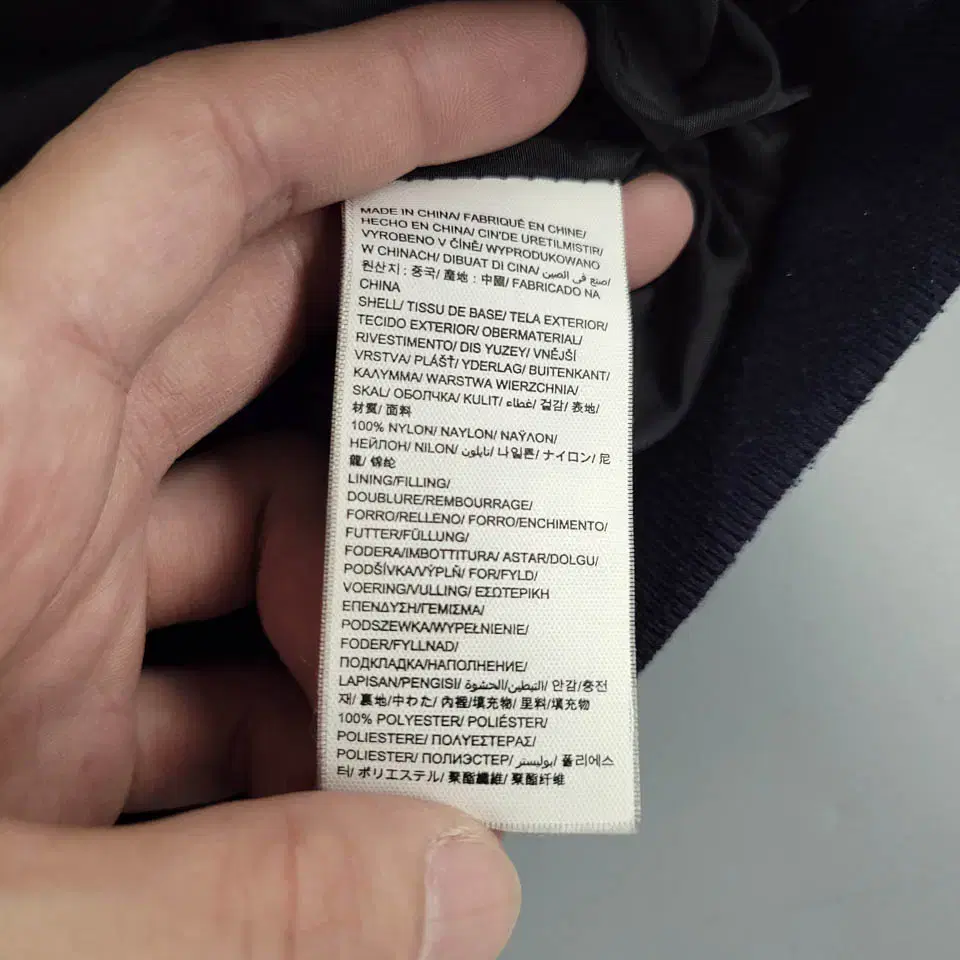 MADE IN CHINA/ FABRIQUÉ EN CHINE/
HECHO EN CHINA/ CIN'DE URETILMISTIR/
VYROBENO V ČÍNĚ/ WYPRODUKOWANO
W CHINACH/ DIBUAT DI CINA/ صنع في الصين/
원산지 : 중국/ 產地 : 中國/ FABRICADO NA
CHINA
SHELL/ TISSU DE BASE/ TELA EXTERIOR/
TECIDO EXTERIOR/ OBERMATERIAL/
RIVESTIMENTO/ DIS YUZEY/ VNĚJŠÍ
VRSTVA/ PLÁŠŤ/ YDERLAG/ BUITENKANT/
ΚΑΛΥΜΜΑ/ WARSTWA WIERZCHNIA/
SKAL/ ОБОЛЧКА/ KULIT/ غطاء/ 겉감/ 表地/
材質/ 面料
100% NYLON/ NAYLON/ ΝΑΫΛΟΝ/
НЕЙЛОН/ NILON/ نايلون/ 나일론/ ナイロン/ 尼
龍/ 锦纶
LINING/FILLING/
DOUBLURE/REMBOURRAGE/
FORRO/RELLENO/ FORRO/ENCHIMENTO/
FUTTER/FÜLLUNG/
FODERA/IMBOTTITURA/ ASTAR/DOLGU/
PODŠÍVKA/VÝPLŇ/ FOR/FYLD/
VOERING/VULLING/ ΕΣΩΤΕΡΙΚΗ
ΕΠΕΝΔΥΣΗ/ΓΕΜΙΣΜΑ/
PODSZEWKA/WYPEŁNIENIE/
FODER/FYLLNAD/
ПОДКЛАДКА/НАПОЛНЕНИЕ/
LAPISAN/PENGISI/ التبطين/الحشوة/ 안감/충전
재/ 裏地/中わた/ 內裡/填充物/ 里料/填充物
100% POLYESTER/ POLIÉSTER/
POLIESTERE/ ΠΟΛΥΕΣΤΕΡΑΣ/
POLIESTER/ ПОЛИЭСТЕР/ بوليستر/ 폴리에스
터/ ポリエステル/ 聚酯纖維/ 聚酯纤维